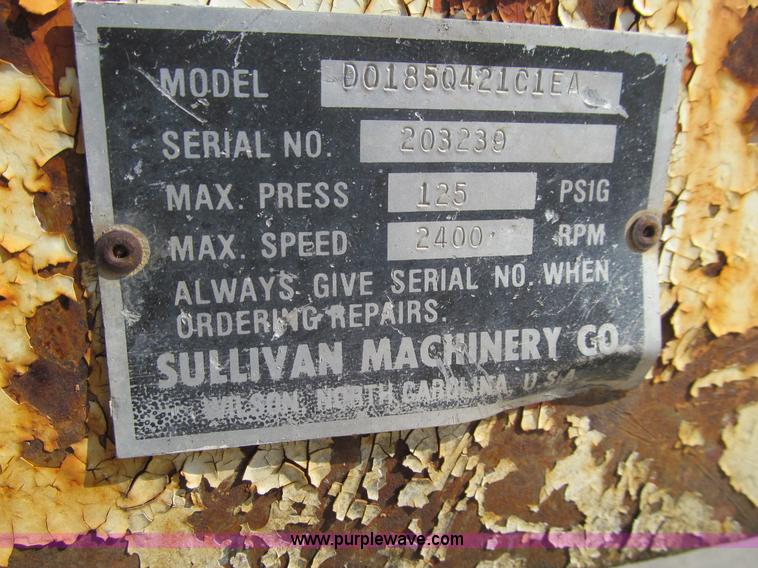 MODEL D0185Q421C1EA
SERIAL NO. 203239
MAX. PRESS 125 PSIG
MAX. SPEED 2400 RPM
ALWAYS GIVE SERIAL NO. WHEN
ORDERING REPAIRS.
SULLIVAN MACHINERY CO.
WILSON, NORTH CAROLINA U.S.A.
www.purplewave.com